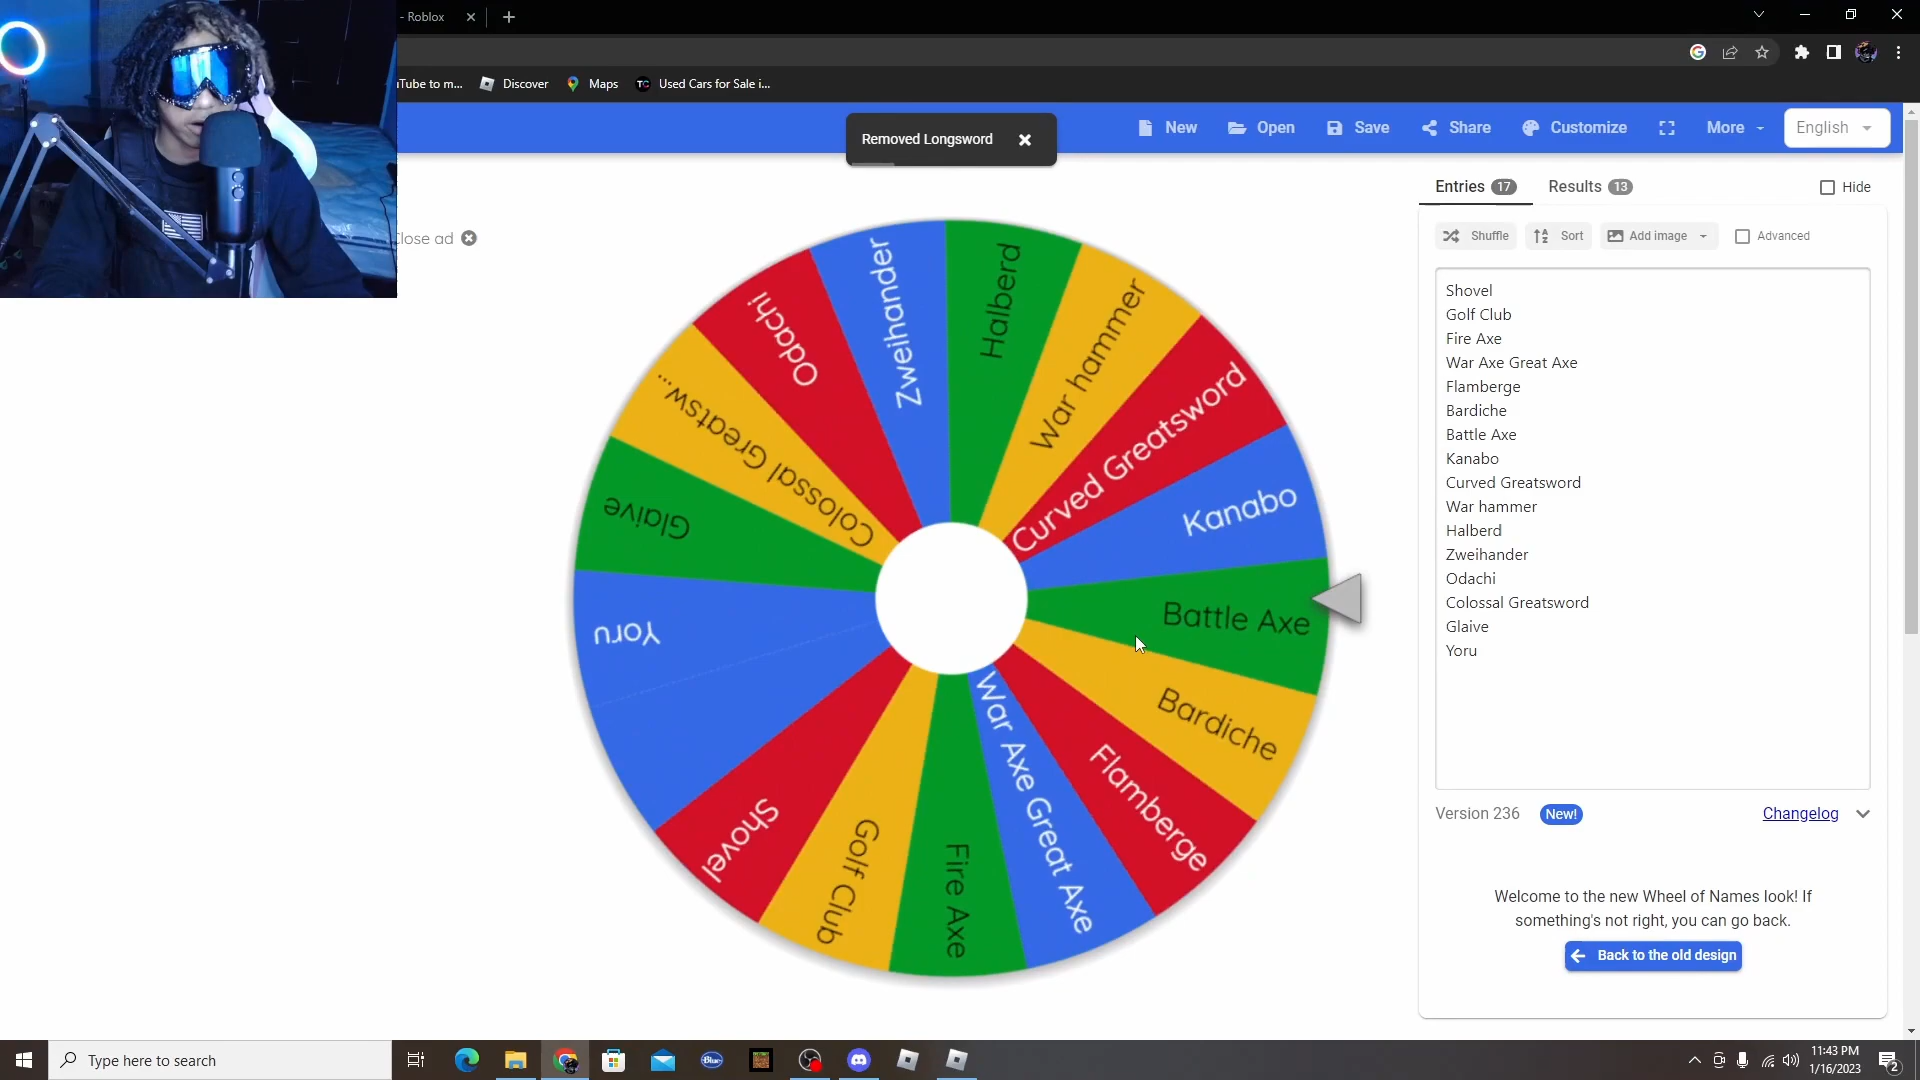 - Roblox
uTube to m...
Discover
Maps
Used Cars for Sale i...
Removed Longsword
New
Open
Save
Share
Customize
More
English
Entries 17
Results 13
Hide
Close ad
Shuffle
Sort
Add image
Advanced
Shovel
Golf Club
Fire Axe
War Axe Great Axe
Flamberge
Bardiche
Battle Axe
Kanabo
Curved Greatsword
War hammer
Halberd
Zweihander
Odachi
Colossal Greatsword
Glaive
Yoru
Zweihander
Halberd
War hammer
Curved Greatsword
Kanabo
Battle Axe
Bardiche
Flamberge
War Axe Great Axe
Fire Axe
Golf Club
Shovel
Yoru
Glaive
Colossal Greatsw...
Odachi
Version 236
New!
Changelog
Welcome to the new Wheel of Names look! If
something's not right, you can go back.
Back to the old design
Type here to search
Blue
11:43 PM
1/16/2023
2